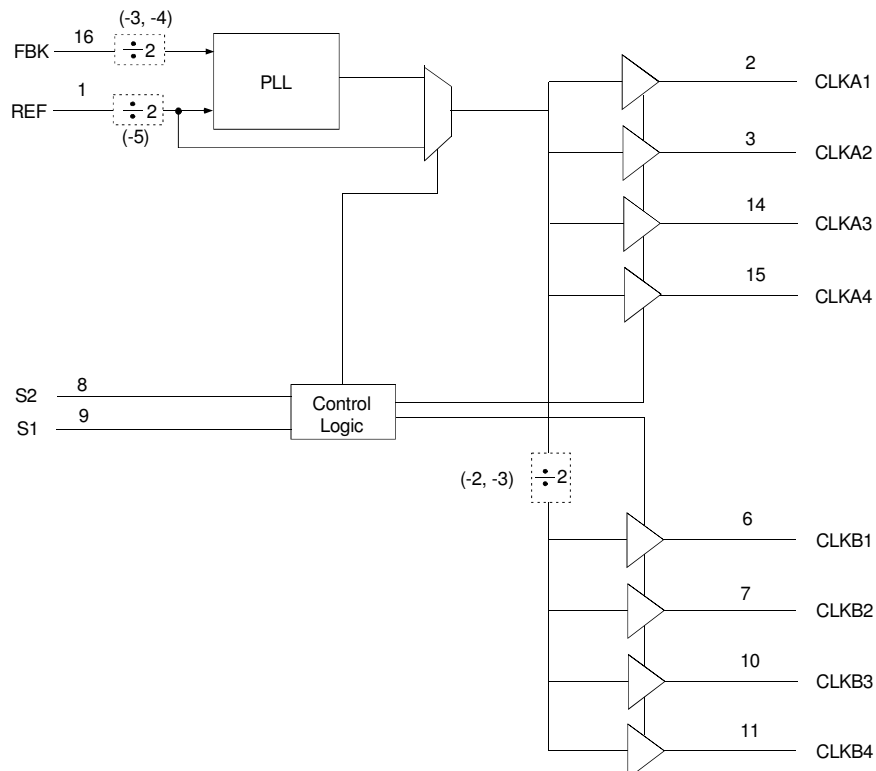 (-3, -4)
FBK 16 ÷ 2
PLL
REF 1 ÷ 2
(-5)
2 CLKA1
3 CLKA2
14 CLKA3
15 CLKA4
S2 8
S1 9
Control
Logic
(-2, -3) ÷ 2
6 CLKB1
7 CLKB2
10 CLKB3
11 CLKB4